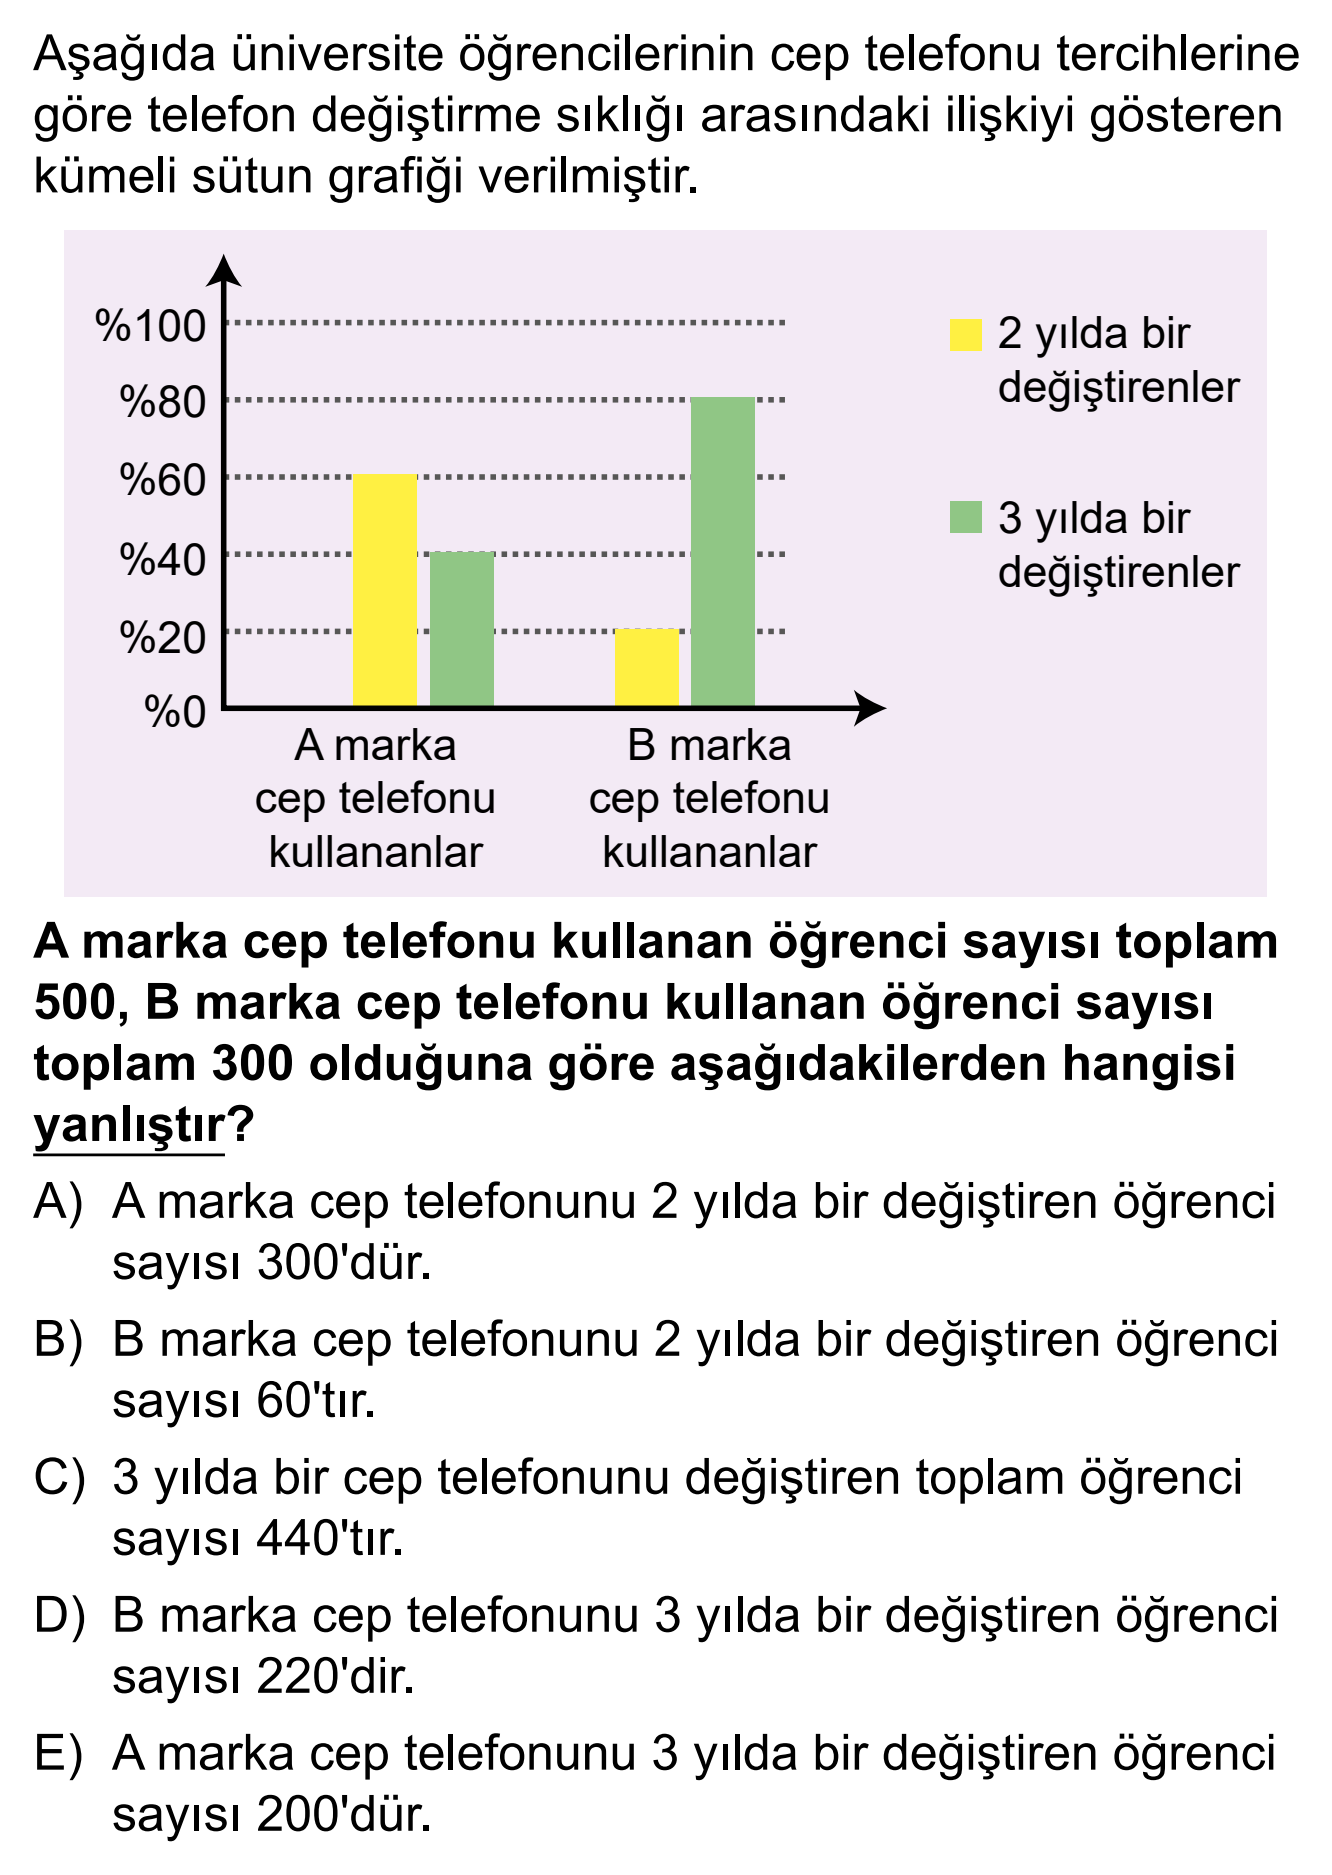 Aşağıda üniversite öğrencilerinin cep telefonu tercihlerine
göre telefon değiştirme sıklığı arasındaki ilişkiyi gösteren
kümeli sütun grafiği verilmiştir.
%100
%80
%60
%40
%20
%0
A marka
cep telefonu
kullananlar
B marka
cep telefonu
kullananlar
2 yılda bir
değiştirenler
3 yılda bir
değiştirenler
A marka cep telefonu kullanan öğrenci sayısı toplam
500, B marka cep telefonu kullanan öğrenci sayısı
toplam 300 olduğuna göre aşağıdakilerden hangisi
yanlıştır?
A) A marka cep telefonunu 2 yılda bir değiştiren öğrenci
sayısı 300'dür.
B) B marka cep telefonunu 2 yılda bir değiştiren öğrenci
sayısı 60'tır.
C) 3 yılda bir cep telefonunu değiştiren toplam öğrenci
sayısı 440'tır.
D) B marka cep telefonunu 3 yılda bir değiştiren öğrenci
sayısı 220'dir.
E) A marka cep telefonunu 3 yılda bir değiştiren öğrenci
sayısı 200'dür.